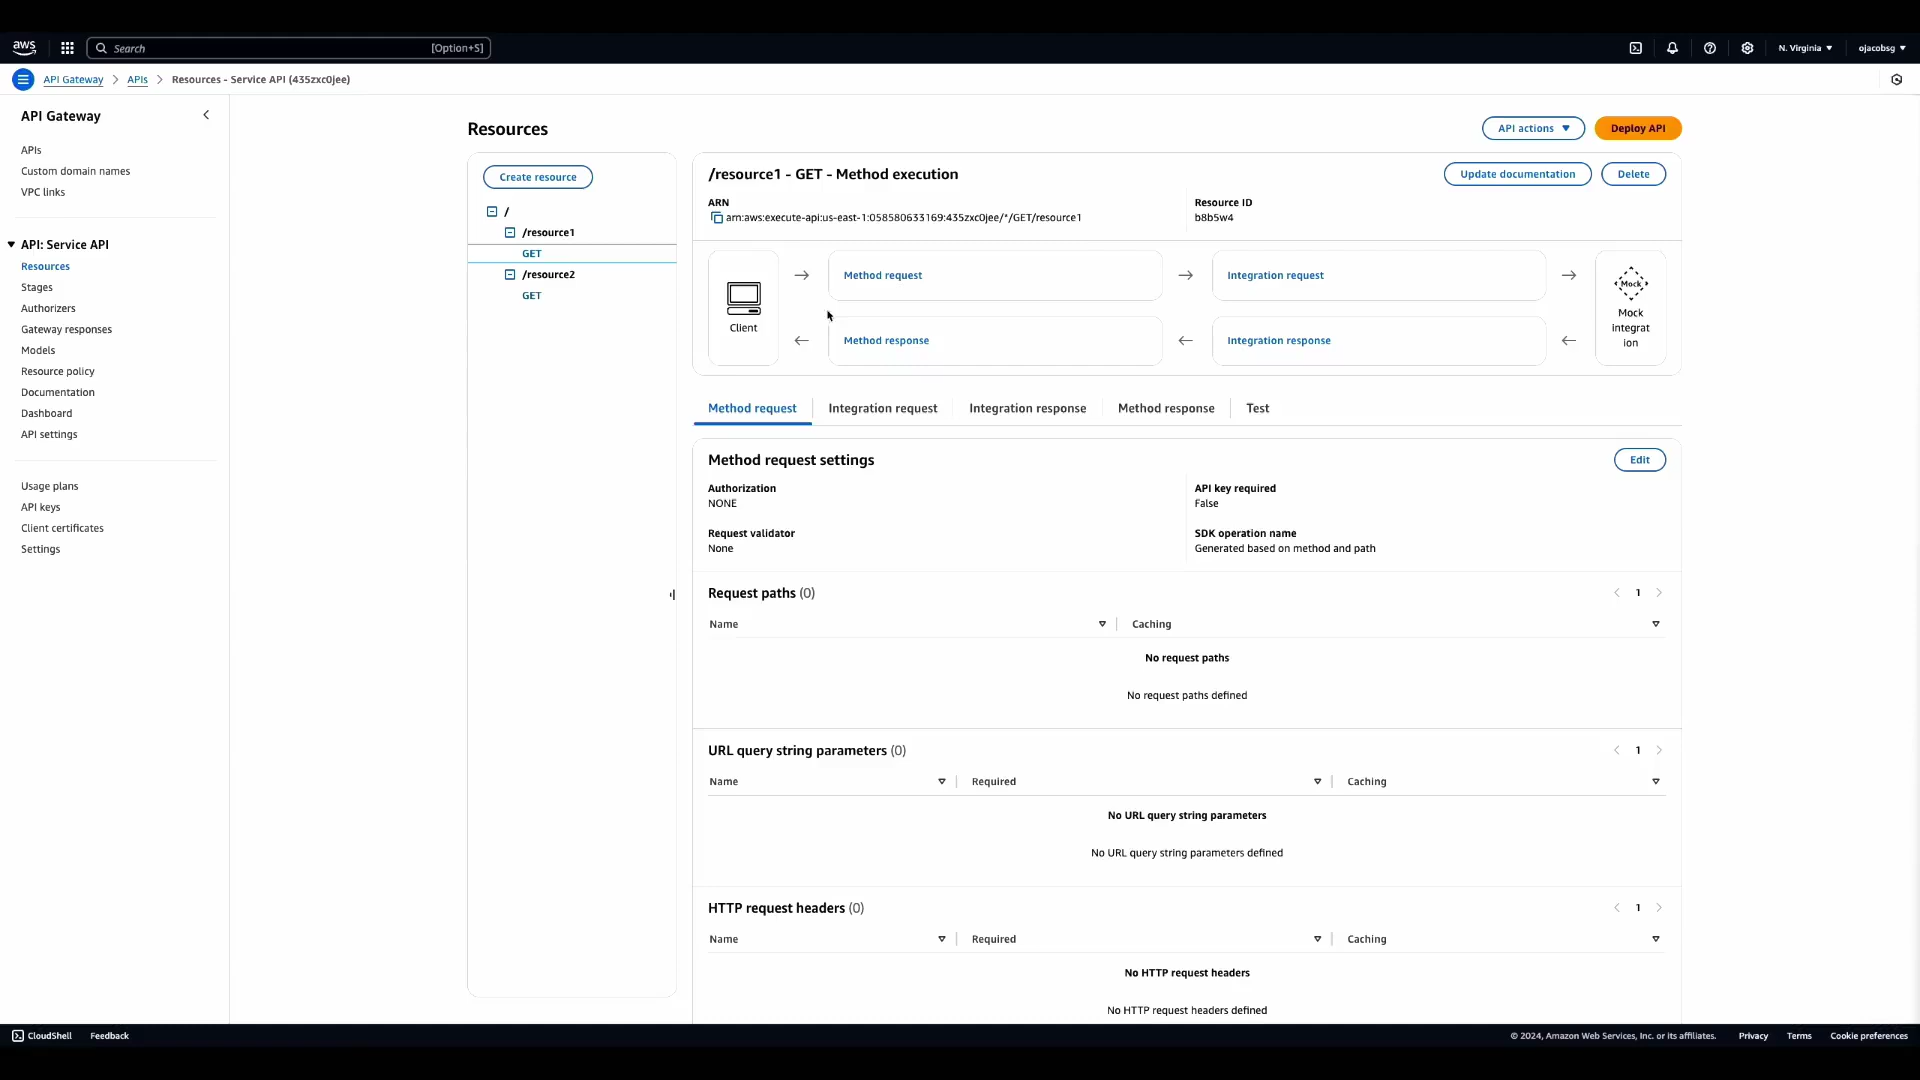 aws
Search
[Option+S]
N. Virginia
ojacobsg
API Gateway
APIs
Resources - Service API (435zxc0jee)
API Gateway
APIs
Custom domain names
VPC links
API: Service API
Resources
Stages
Authorizers
Gateway responses
Models
Resource policy
Documentation
Dashboard
API settings
Usage plans
API keys
Client certificates
Settings
Resources
API actions
Deploy API
Create resource
/
/resource1
GET
/resource2
GET
/resource1 - GET - Method execution
Update documentation
Delete
ARN
arn:aws:execute-api:us-east-1:058580633169:435zxc0jee/*/GET/resource1
Resource ID
b8b5w4
Client
Method request
Integration request
Method response
Integration response
Mock
Mock
integrat
ion
Method request
Integration request
Integration response
Method response
Test
Method request settings
Edit
Authorization
NONE
API key required
False
Request validator
None
SDK operation name
Generated based on method and path
Request paths (0)
1
Name
Caching
No request paths
No request paths defined
URL query string parameters (0)
1
Name
Required
Caching
No URL query string parameters
No URL query string parameters defined
HTTP request headers (0)
1
Name
Required
Caching
No HTTP request headers
No HTTP request headers defined
CloudShell
Feedback
© 2024, Amazon Web Services, Inc. or its affiliates.
Privacy
Terms
Cookie preferences